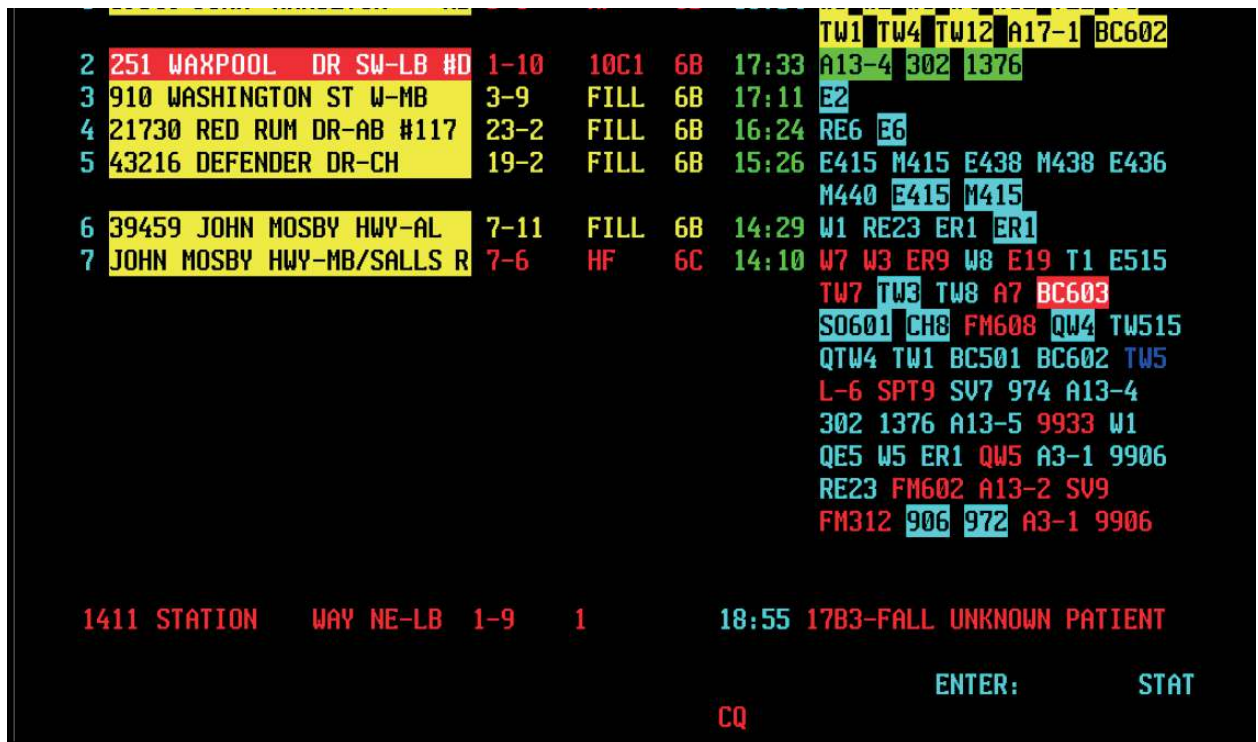 TW1 TW4 TW12 A17-1 BC602
2 251 WAXPOOL DR SW-LB #D 1-10 10C1 6B 17:33 A13-4 302 1376
3 910 WASHINGTON ST W-MB 3-9 FILL 6B 17:11 E2
4 21730 RED RUM DR-AB #117 23-2 FILL 6B 16:24 RE6 E6
5 43216 DEFENDER DR-CH 19-2 FILL 6B 15:26 E415 M415 E438 M438 E436
M440 E415 M415
6 39459 JOHN MOSBY HWY-AL 7-11 FILL 6B 14:29 W1 RE23 ER1 ER1
7 JOHN MOSBY HWY-MB/SALLS R 7-6 HF 6C 14:10 W7 W3 ER9 W8 E19 T1 E515
TW7 TW3 TW8 A7 BC603
SO601 CH8 FM608 QW4 TW515
QTW4 TW1 BC501 BC602 TW5
L-6 SPT9 SV7 974 A13-4
302 1376 A13-5 9933 W1
QE5 W5 ER1 QW5 A3-1 9906
RE23 FM602 A13-2 SV9
FM312 906 972 A3-1 9906
1411 STATION WAY NE-LB 1-9 1 18:55 17B3-FALL UNKNOWN PATIENT
ENTER: STAT
CQ